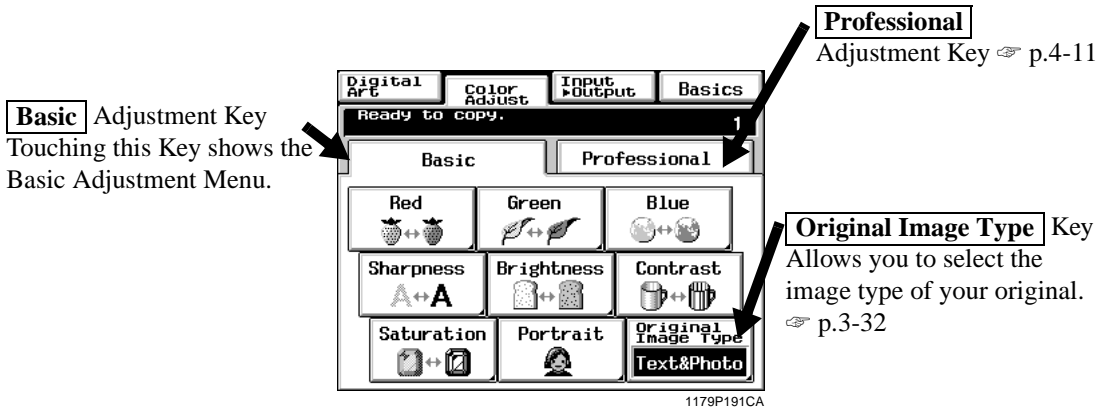 Professional
Adjustment Key ☞ p.4-11
Basic Adjustment Key
Touching this Key shows the
Basic Adjustment Menu.
Digital
Art
Color
Adjust
Input
▸Output
Basics
Ready to copy.
1
Basic
Professional
Red
Green
Blue
Original Image Type Key
Allows you to select the
image type of your original.
☞ p.3-32
Sharpness
Brightness
Contrast
A↔A
Saturation
Portrait
Original
Image Type
Text&Photo
1179P191CA